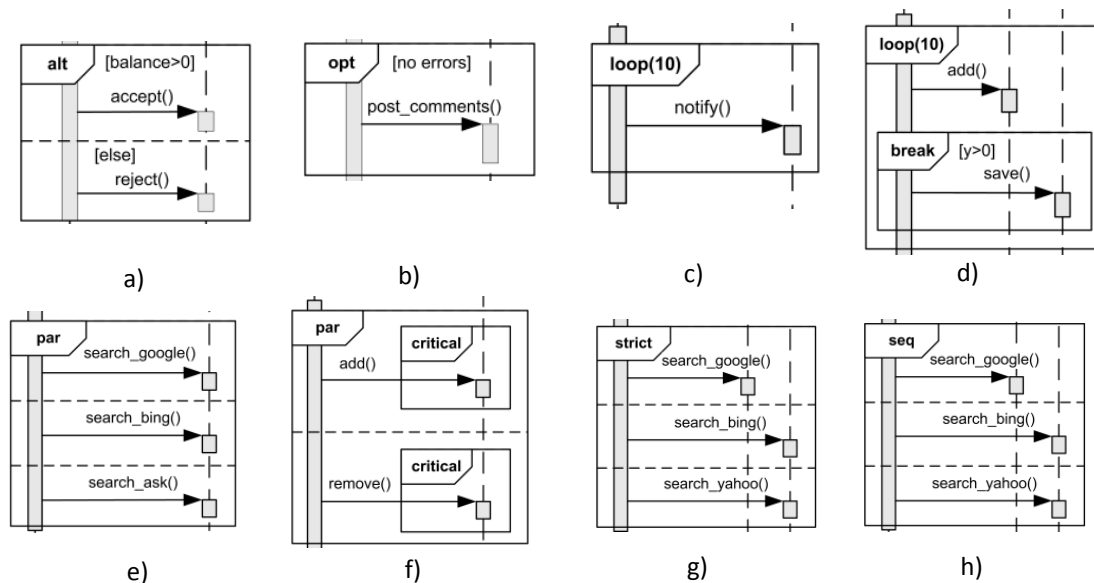 alt [balance>0]
accept()
[else]
reject()
a)
opt [no errors]
post_comments()
b)
loop(10)
notify()
c)
loop(10)
add()
break [y>0]
save()
d)
par
search_google()
search_bing()
search_ask()
e)
par
critical
add()
critical
remove()
f)
strict
search_google()
search_bing()
search_yahoo()
g)
seq
search_google()
search_bing()
search_yahoo()
h)